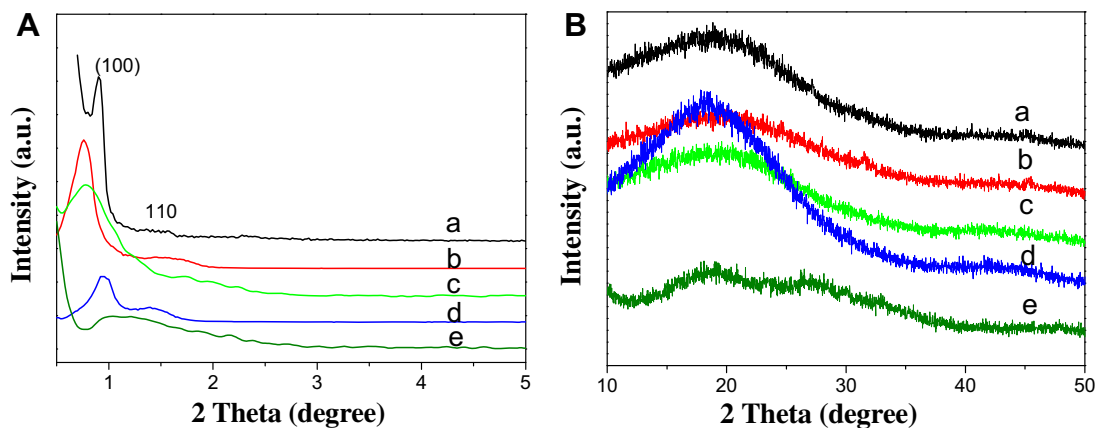 A
(100)
110
a
b
c
d
e
Intensity (a.u.)
1 2 3 4 5
2 Theta (degree)
B
a
b
c
d
e
Intensity (a.u.)
10 20 30 40 50
2 Theta (degree)